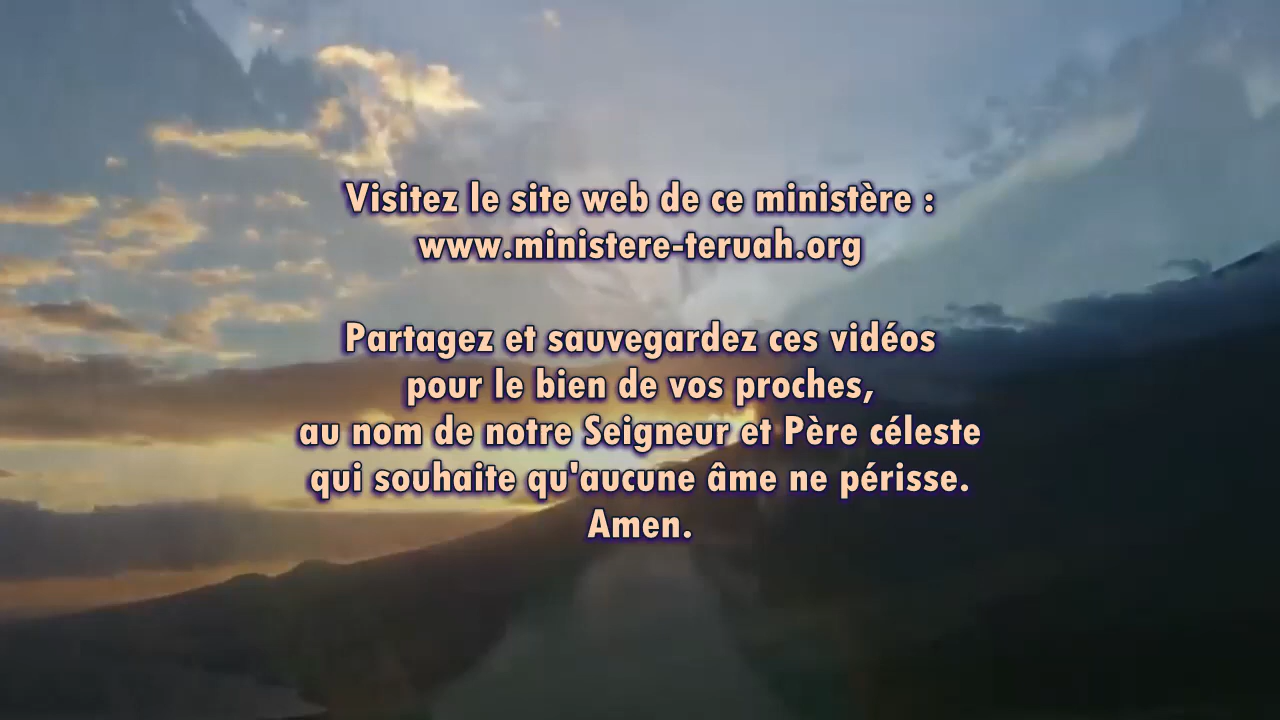 Visitez le site web de ce ministère :
www.ministere-teruah.org
Partagez et sauvegardez ces vidéos
pour le bien de vos proches,
au nom de notre Seigneur et Père céleste
qui souhaite qu'aucune âme ne périsse.
Amen.